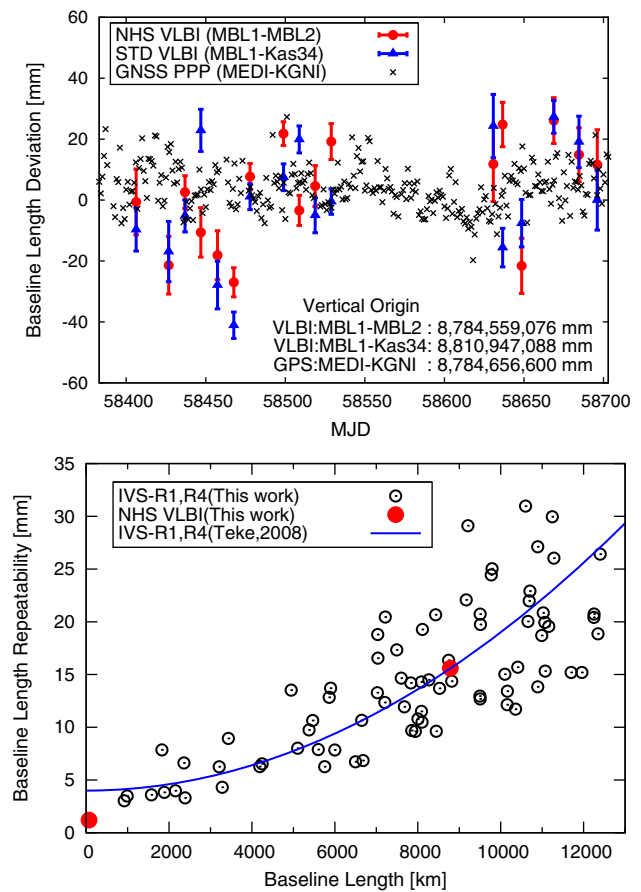 NHS VLBI (MBL1-MBL2)
STD VLBI (MBL1-Kas34)
GNSS PPP (MEDI-KGNI)
60
40
20
0
-20
-40
-60
Baseline Length Deviation [mm]
Vertical Origin
VLBI:MBL1-MBL2 : 8,784,559,076 mm
VLBI:MBL1-Kas34: 8,810,947,088 mm
GPS:MEDI-KGNI : 8,784,656,600 mm
58400 58450 58500 58550 58600 58650 58700
MJD
IVS-R1,R4(This work)
NHS VLBI(This work)
IVS-R1,R4(Teke,2008)
35
30
25
20
15
10
5
0
Baseline Length Repeatability [mm]
0 2000 4000 6000 8000 10000 12000
Baseline Length [km]